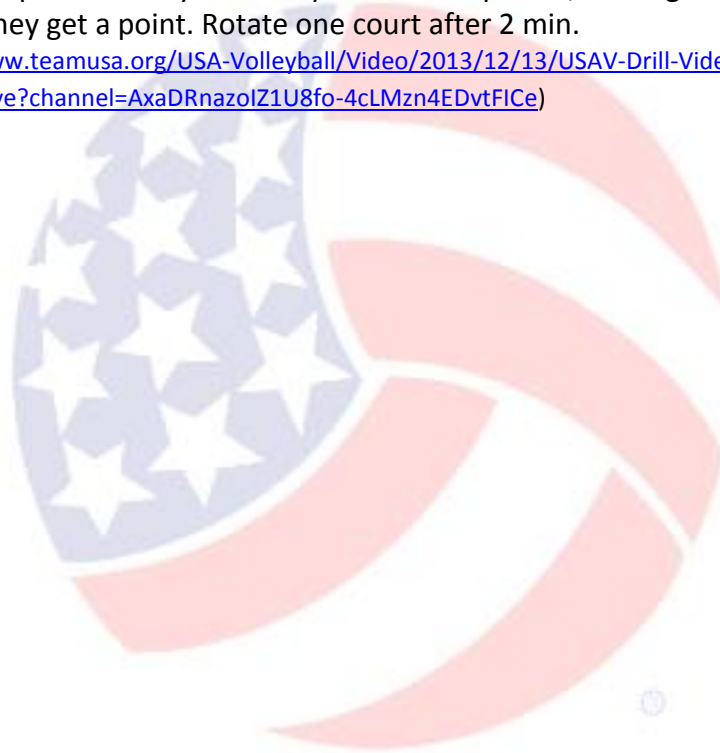 hey get a point. Rotate one court after 2 min.
ww.teamusa.org/USA-Volleyball/Video/2013/12/13/USAV-Drill-Vide
ve?channel=AxaDRnazoIZ1U8fo-4cLMzn4EDvtFICe)